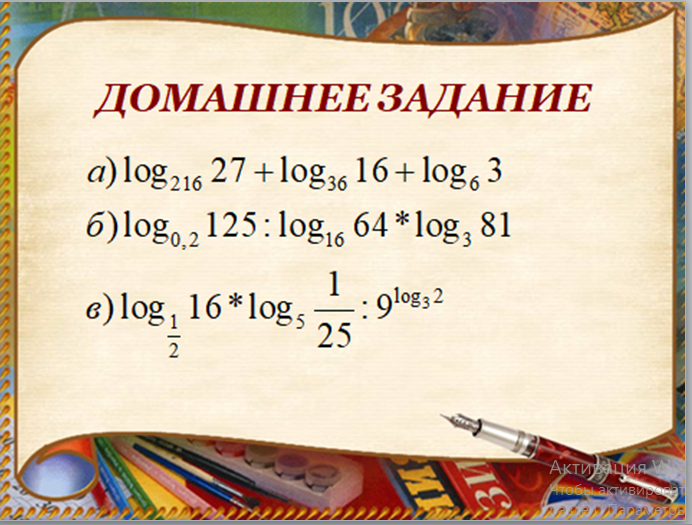 ДОМАШНЕЕ ЗАДАНИЕ
а) log₂₁₆ 27 + log₃₆ 16 + log₆ 3
б) log₀,₂ 125 : log₁₆ 64 * log₃ 81
в) log_{1/2} 16 * log₅ 1/25 : 9^{log₃ 2}
Активация W
Чтобы активироват